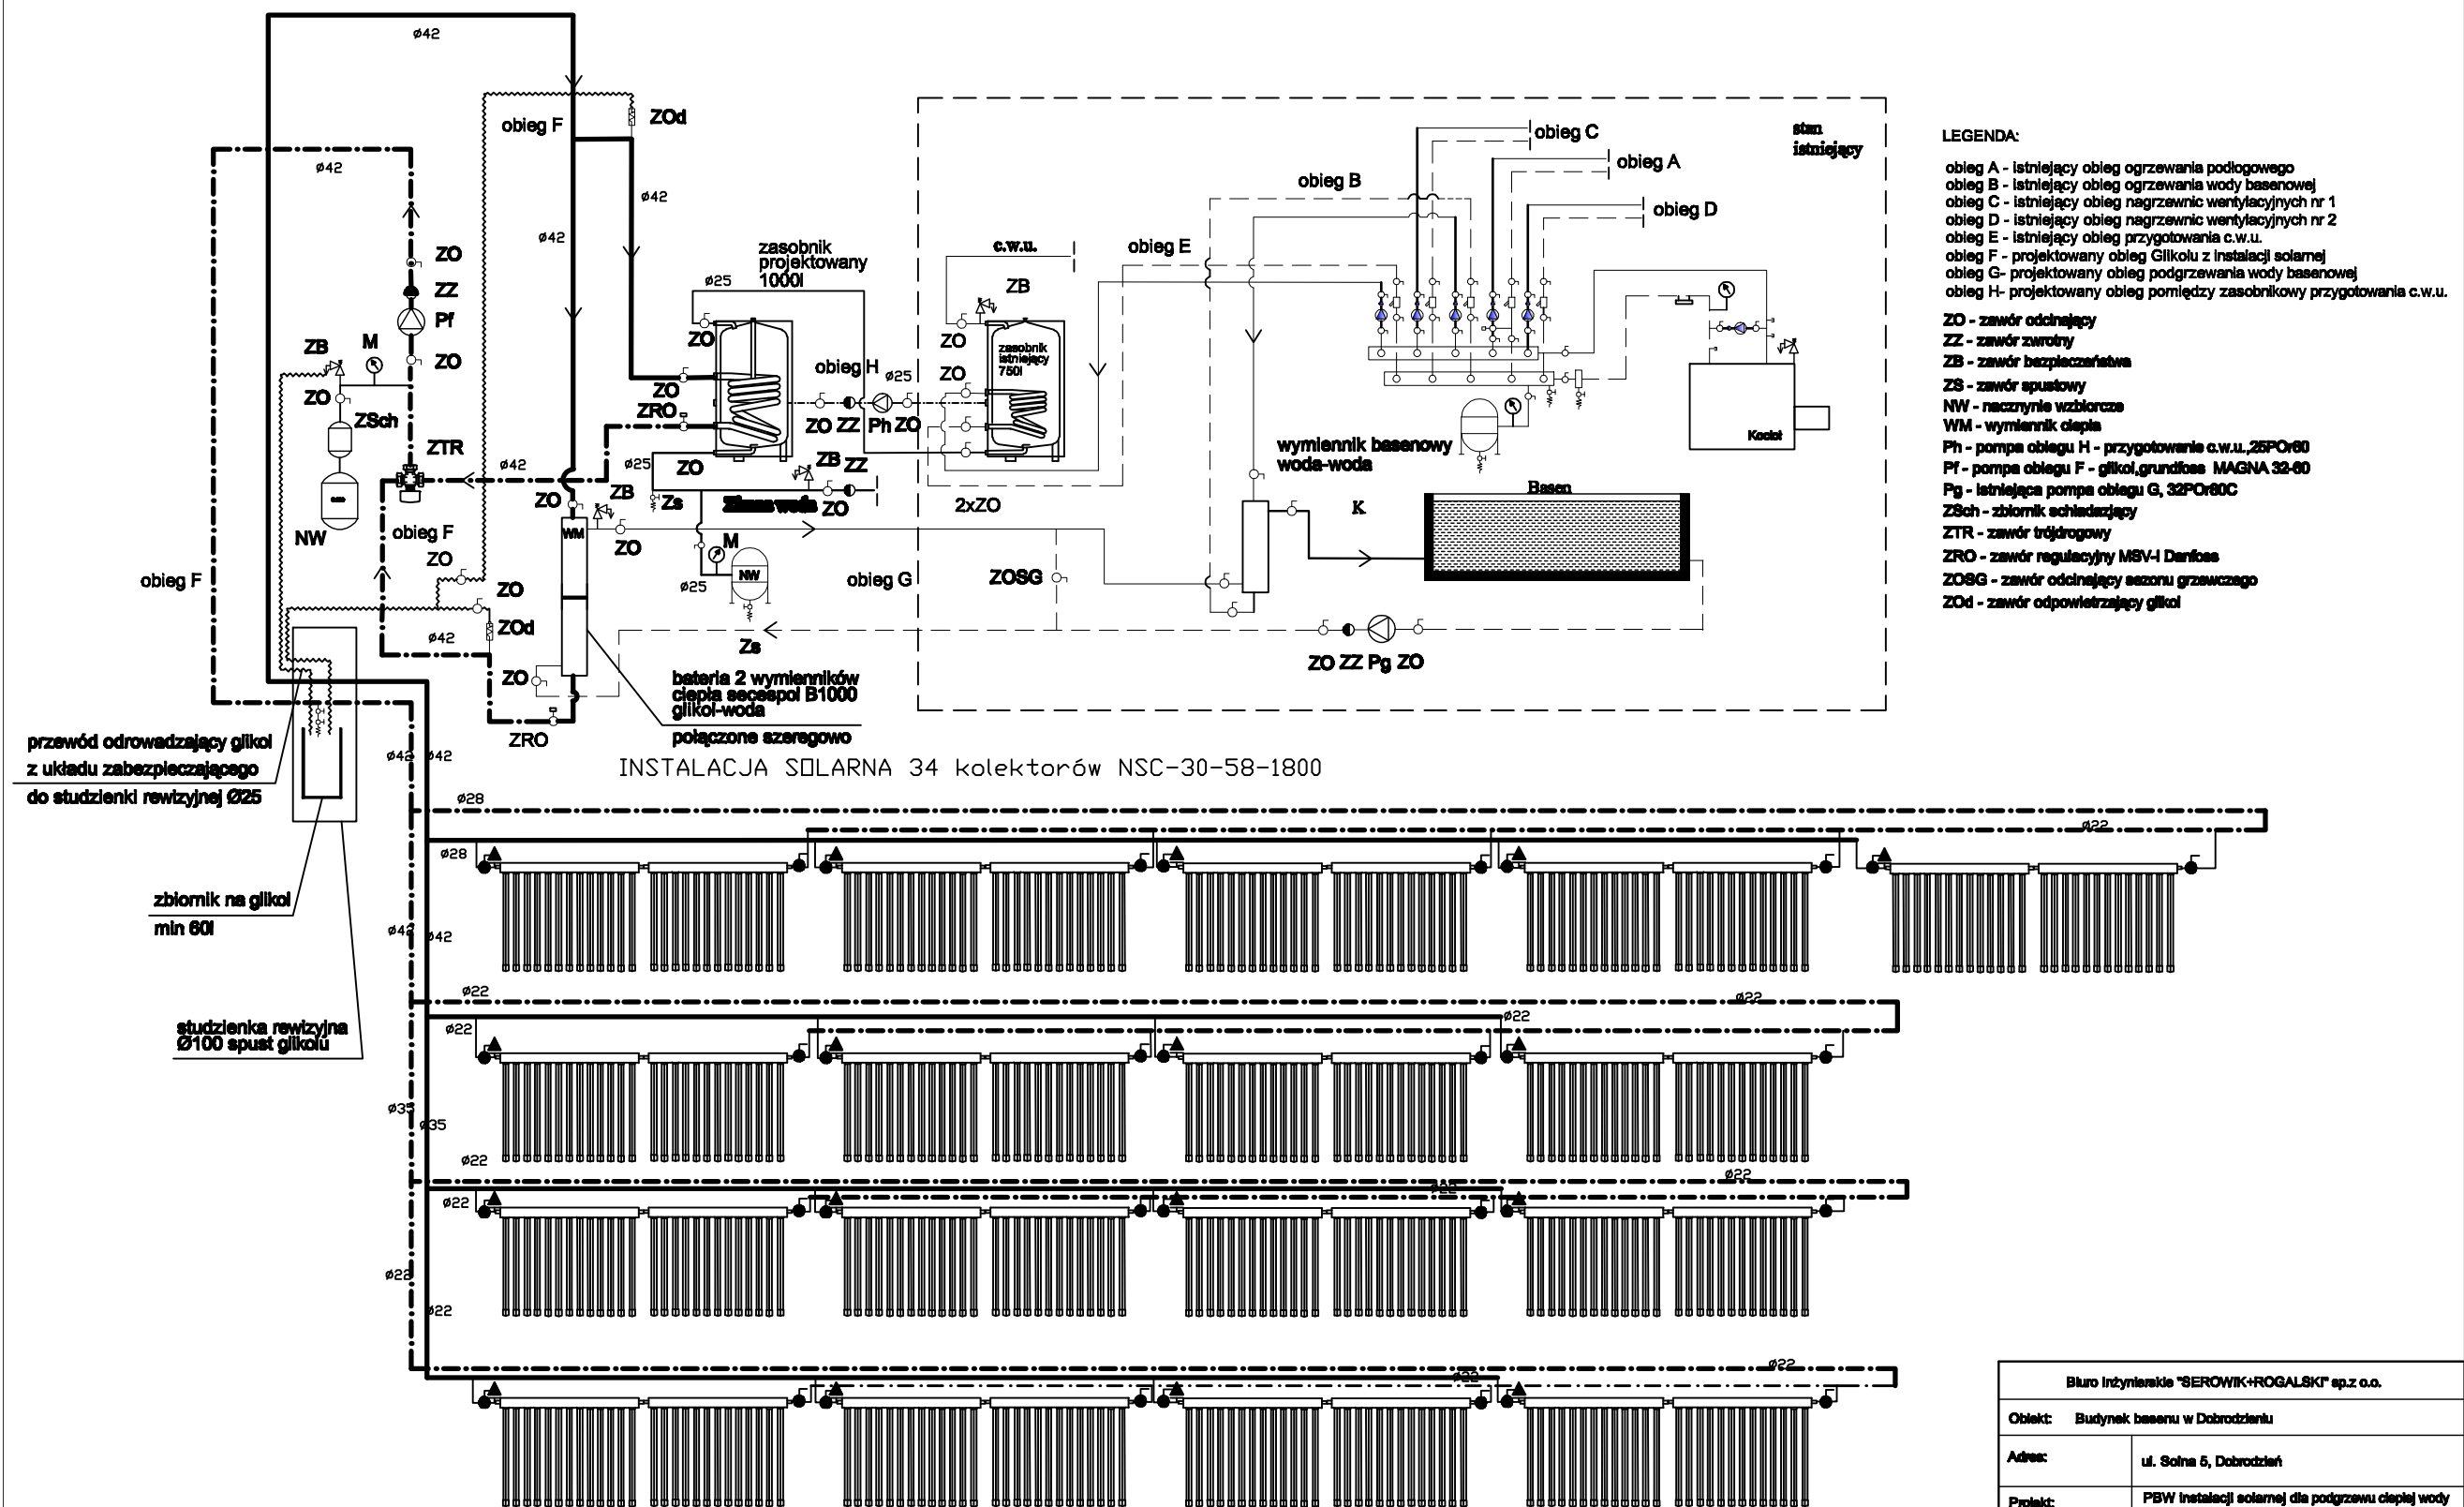 ø42
obieg F
ZOd
ø42
ø42
ø42
ZO
ZZ
Pf
ZO
ZB
M
ZO
ZSch
ZTR
NW
obieg F
ø42
ZO
ZO
ZOd
ø42
obieg F
ZO
ZRO
zasobnik
projektowany
1000l
ø25
ZO
ZO
ZRO
obieg H
ø25
ZO ZZ Ph ZO
ø25
ZO
ZB ZZ
Zs
Zimna woda
ZO
ZO
ZB
WM
ZO
M
NW
ø25
Zs
obieg G
bateria 2 wymienników
ciepła secespol B1000
glikol-woda
połączone szeregowo
c.w.u.
ZB
ZO
ZO
zasobnik
istniejący
750l
2xZO
obieg E
obieg B
obieg C
obieg A
obieg D
stan
istniejący
Kocioł
wymiennik basenowy
woda-woda
K
Basen
ZOSG
ZO ZZ Pg ZO
LEGENDA:
obieg A - istniejący obieg ogrzewania podłogowego
obieg B - istniejący obieg ogrzewania wody basenowej
obieg C - istniejący obieg nagrzewnic wentylacyjnych nr 1
obieg D - istniejący obieg nagrzewnic wentylacyjnych nr 2
obieg E - istniejący obieg przygotowania c.w.u.
obieg F - projektowany obieg Glikolu z instalacji solarnej
obieg G- projektowany obieg podgrzewania wody basenowej
obieg H- projektowany obieg pomiędzy zasobnikowy przygotowania c.w.u.
ZO - zawór odcinający
ZZ - zawór zwrotny
ZB - zawór bezpieczeństwa
ZS - zawór spustowy
NW - naczynie wzbiorcze
WM - wymiennik ciepła
Ph - pompa obiegu H - przygotowanie c.w.u.,25POr60
Pf - pompa obiegu F - glikol,grundfoss MAGNA 32-60
Pg - istniejąca pompa obiegu G, 32POr80C
ZSch - zbiornik schładzający
ZTR - zawór trójdrogowy
ZRO - zawór regulacyjny MSV-I Danfoss
ZOSG - zawór odcinający sezonu grzewczego
ZOd - zawór odpowietrzający glikol
przewód odrowadzający glikol
z układu zabezpieczającego
do studzienki rewizyjnej Ø25
zbiornik na glikol
min 60l
studzienka rewizyjna
Ø100 spust glikolu
INSTALACJA SOLARNA 34 kolektorów NSC-30-58-1800
ø42 ø42
ø28
ø22
ø28
ø42 ø42
ø22
ø22
ø22
ø22
ø35
ø35
ø22
ø22
ø22
ø22
ø22
ø22
ø22
ø22
Biuro Inżynierskie "SEROWIK+ROGALSKI" sp.z o.o.
Obiekt: Budynek basenu w Dobrodzieniu
Adres: ul. Solna 5, Dobrodzień
Projekt: PBW instalacji solarnej dla podgrzewu ciepłej wody